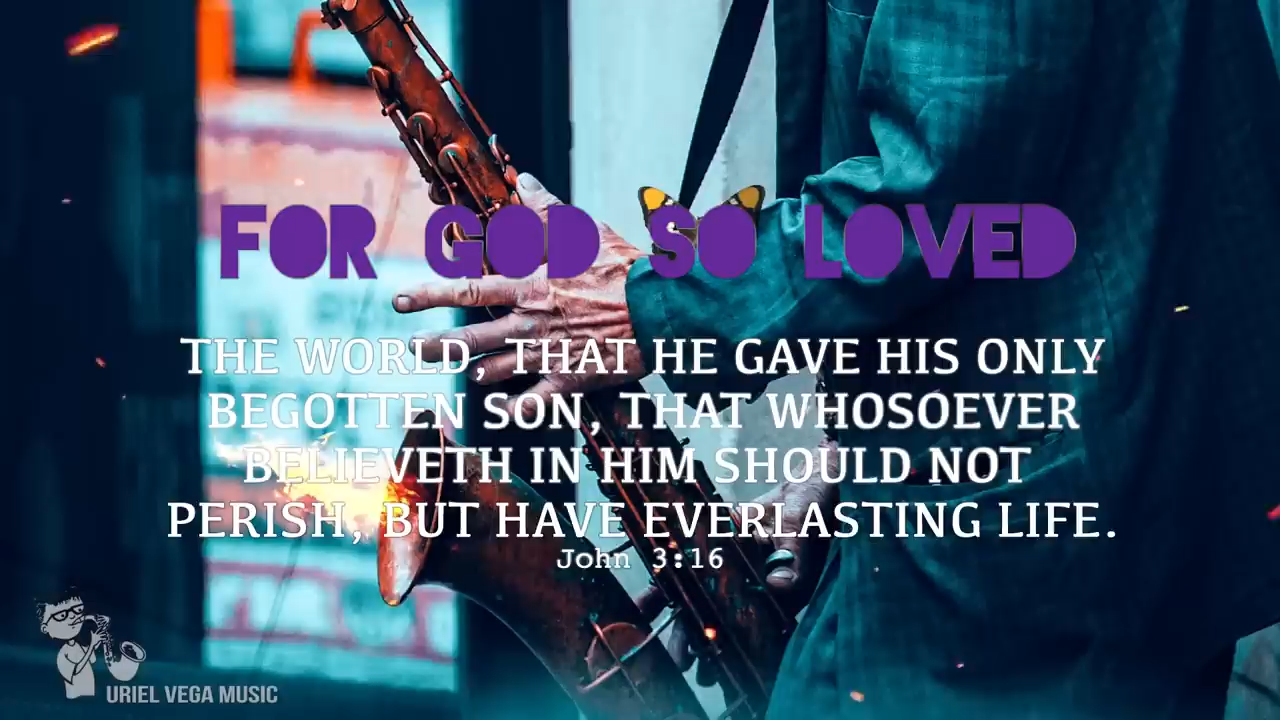 FOR GOD SO LOVED
THE WORLD, THAT HE GAVE HIS ONLY
BEGOTTEN SON, THAT WHOSOEVER
BELIEVETH IN HIM SHOULD NOT
PERISH, BUT HAVE EVERLASTING LIFE.
John 3:16
URIEL VEGA MUSIC